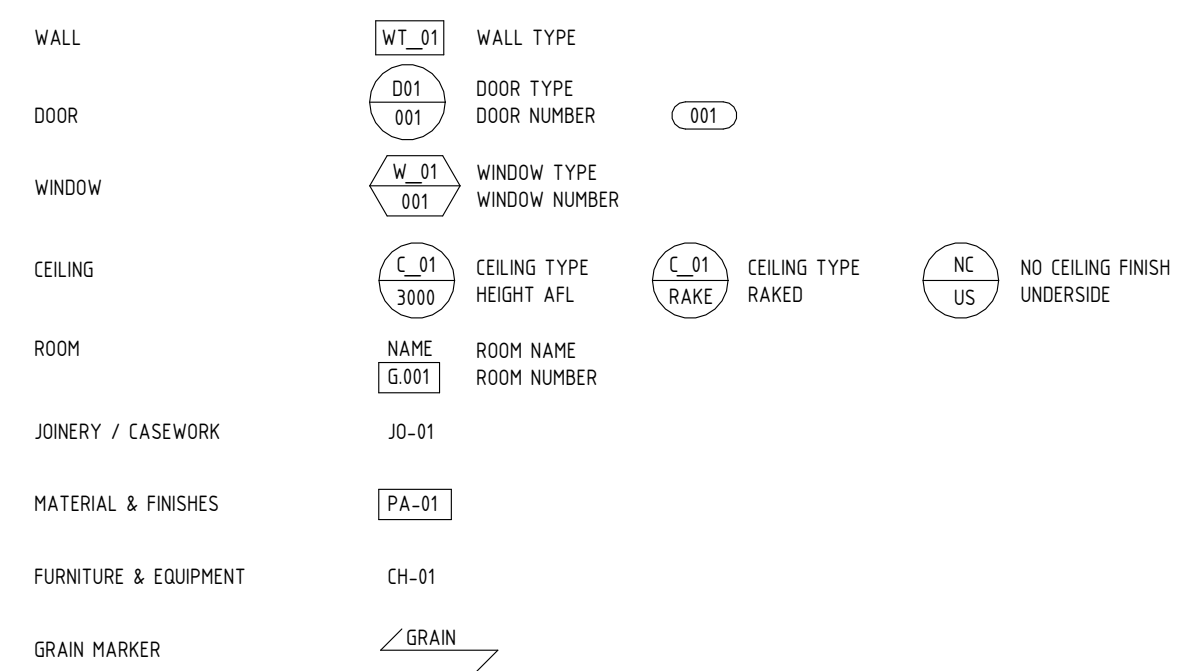 WALL WT_01 WALL TYPE
DOOR D01 DOOR TYPE
001 DOOR NUMBER 001
WINDOW W_01 WINDOW TYPE
001 WINDOW NUMBER
CEILING C_01 CEILING TYPE C_01 CEILING TYPE NC NO CEILING FINISH
3000 HEIGHT AFL RAKE RAKED US UNDERSIDE
ROOM NAME ROOM NAME
G.001 ROOM NUMBER
JOINERY / CASEWORK JO-01
MATERIAL & FINISHES PA-01
FURNITURE & EQUIPMENT CH-01
GRAIN MARKER GRAIN